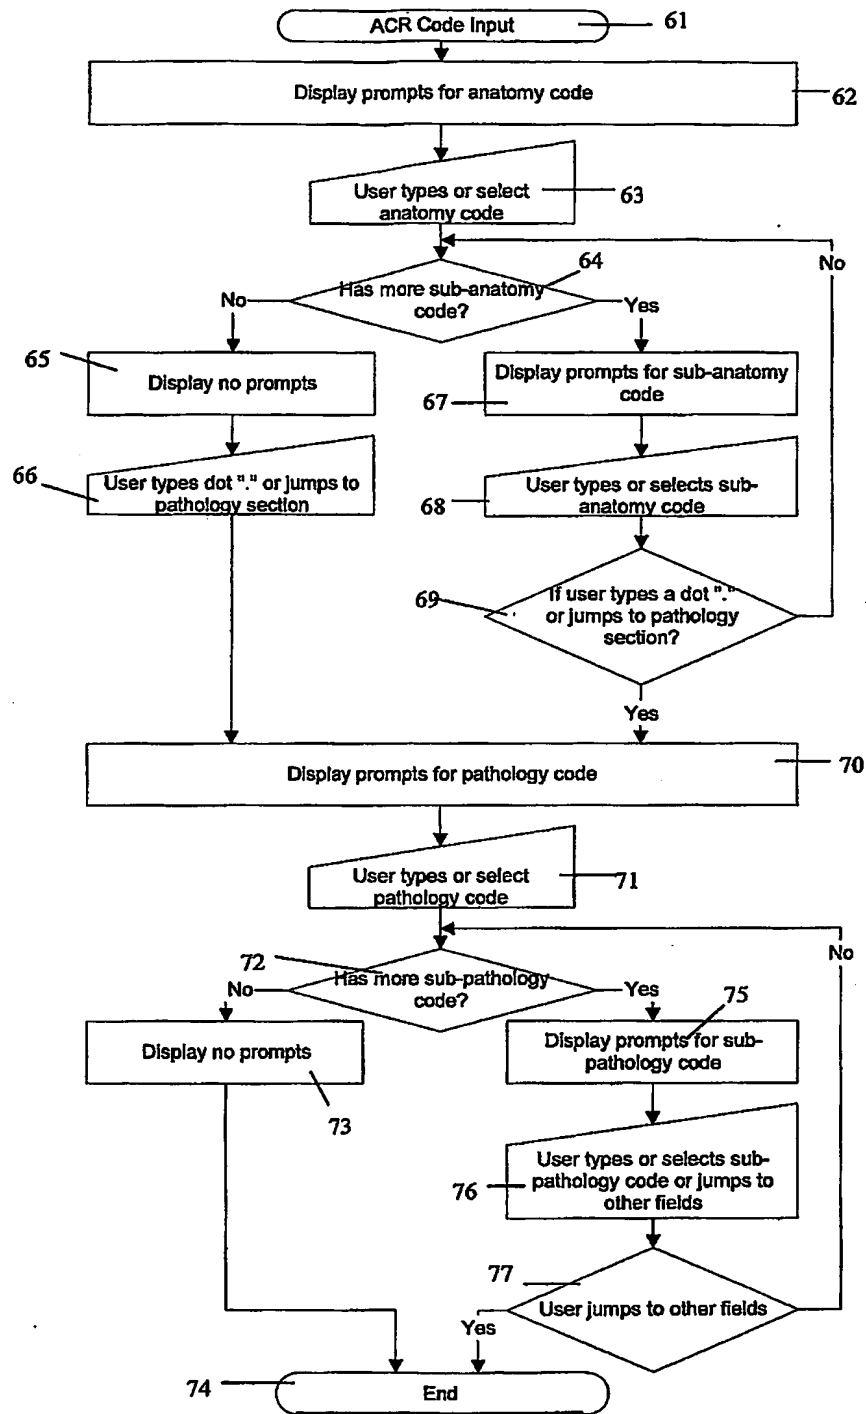 ACR Code Input
61
Display prompts for anatomy code
62
User types or select
anatomy code
63
64
Has more sub-anatomy
code?
No
Yes
No
65
Display no prompts
Display prompts for sub-anatomy
code
67
66
User types dot "." or jumps to
pathology section
User types or selects sub-
anatomy code
68
69
If user types a dot "."
or jumps to pathology
section?
Yes
Display prompts for pathology code
70
User types or select
pathology code
71
72
Has more sub-pathology
code?
No
Yes
No
75
Display no prompts
73
Display prompts for sub-
pathology code
User types or selects sub-
pathology code or jumps to
other fields
76
77
User jumps to other fields
Yes
74
End